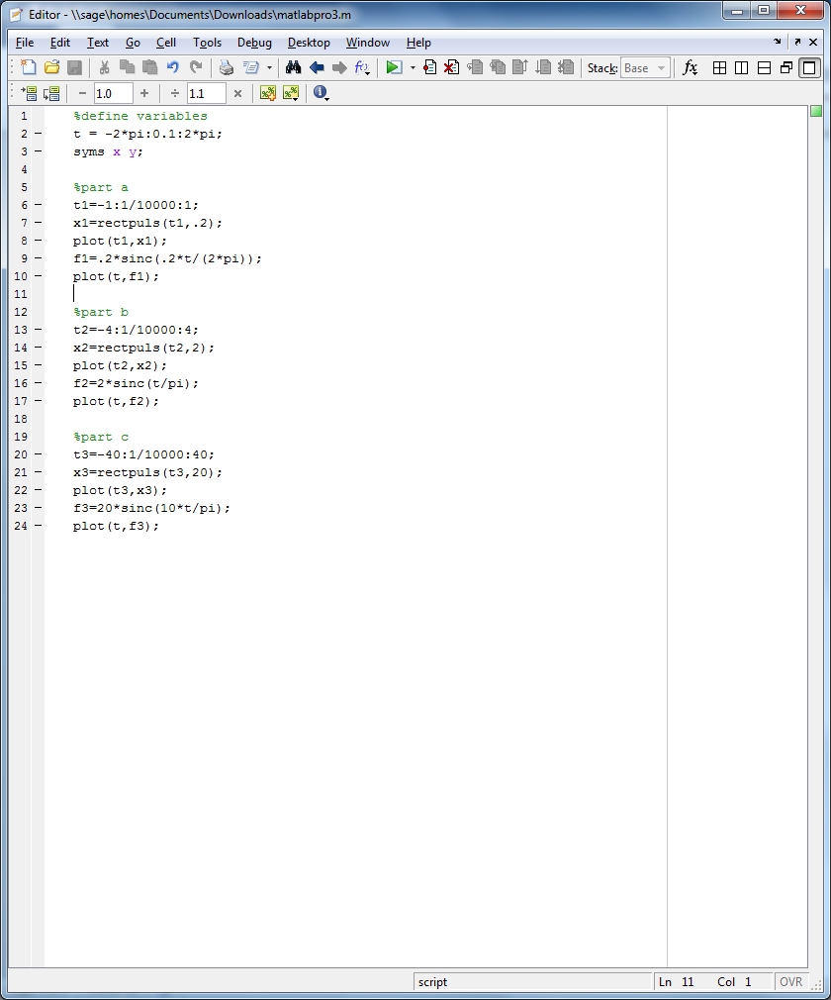 Editor - \\sage\homes\Documents\Downloads\matlabpro3.m
File Edit Text Go Cell Tools Debug Desktop Window Help
Stack: Base fx
− 1.0 + ÷ 1.1 ×
1 %define variables
2 − t = -2*pi:0.1:2*pi;
3 − syms x y;
4
5 %part a
6 − t1=-1:1/10000:1;
7 − x1=rectpuls(t1,.2);
8 − plot(t1,x1);
9 − f1=.2*sinc(.2*t/(2*pi));
10 − plot(t,f1);
11
12 %part b
13 − t2=-4:1/10000:4;
14 − x2=rectpuls(t2,2);
15 − plot(t2,x2);
16 − f2=2*sinc(t/pi);
17 − plot(t,f2);
18
19 %part c
20 − t3=-40:1/10000:40;
21 − x3=rectpuls(t3,20);
22 − plot(t3,x3);
23 − f3=20*sinc(10*t/pi);
24 − plot(t,f3);
script Ln 11 Col 1 OVR